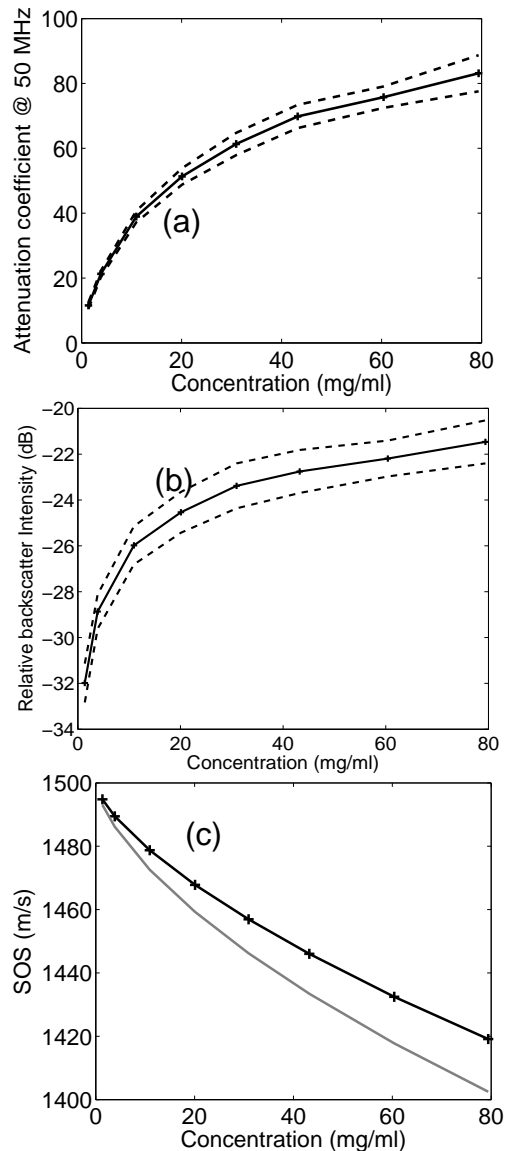 100
80
60
40
20
0
Attenuation coefficient @ 50 MHz
(a)
0 20 40 60 80
Concentration (mg/ml)
−20
−22
−24
−26
−28
−30
−32
−34
Relative backscatter Intensity (dB)
(b)
0 20 40 60 80
Concentration (mg/ml)
1500
1480
1460
1440
1420
1400
SOS (m/s)
(c)
0 20 40 60 80
Concentration (mg/ml)